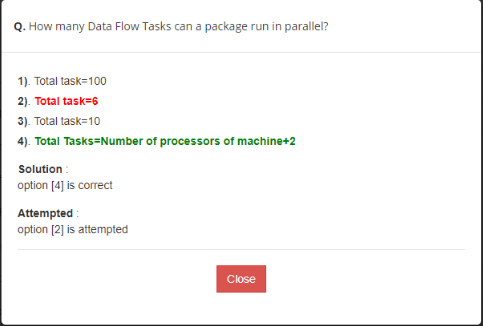 Q. How many Data Flow Tasks can a package run in parallel?
1). Total task=100
2). Total task=6
3). Total task=10
4). Total Tasks=Number of processors of machine+2
Solution :
option [4] is correct
Attempted :
option [2] is attempted
Close